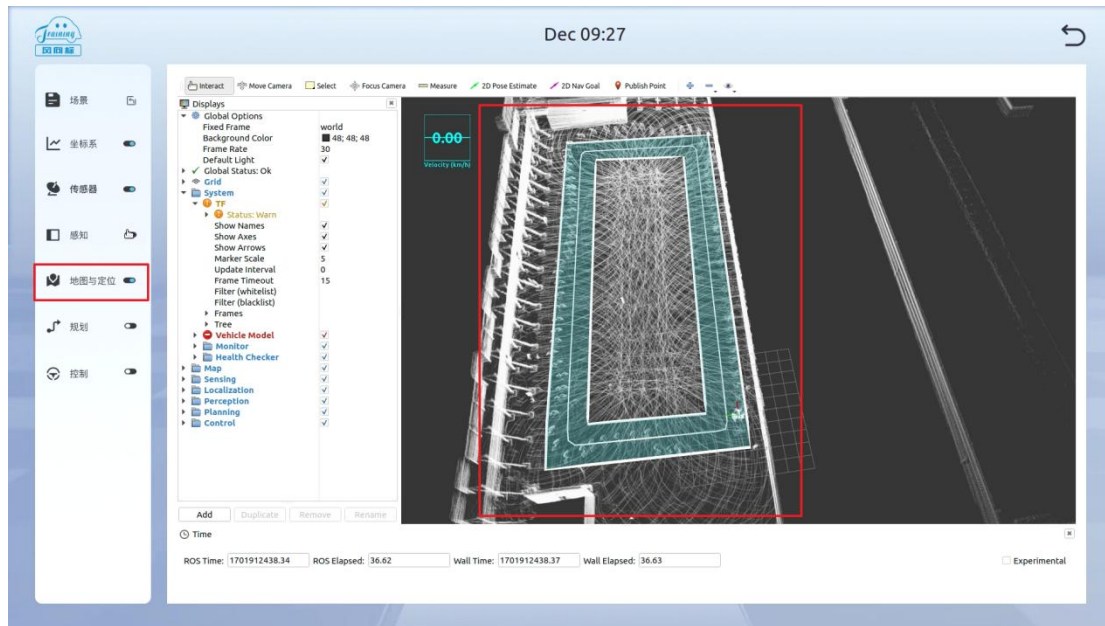 Training
Dec 09:27
场景
坐标系
传感器
感知
地图与定位
规划
控制
Interact Move Camera Select Focus Camera Measure 2D Pose Estimate 2D Nav Goal Publish Point
Displays
Global Options
Fixed Frame world
Background Color 48; 48; 48
Frame Rate 30
Default Light
Global Status: Ok
Grid
System
TF
Status: Warn
Show Names
Show Axes
Show Arrows
Marker Scale 5
Update Interval 0
Frame Timeout 15
Filter (whitelist)
Filter (blacklist)
Frames
Tree
Vehicle Model
Monitor
Health Checker
Map
Sensing
Localization
Perception
Planning
Control
0.00
Velocity (km/h)
Add Duplicate Remove Rename
Time
ROS Time: 1701912438.34 ROS Elapsed: 36.62 Wall Time: 1701912438.37 Wall Elapsed: 36.63 Experimental